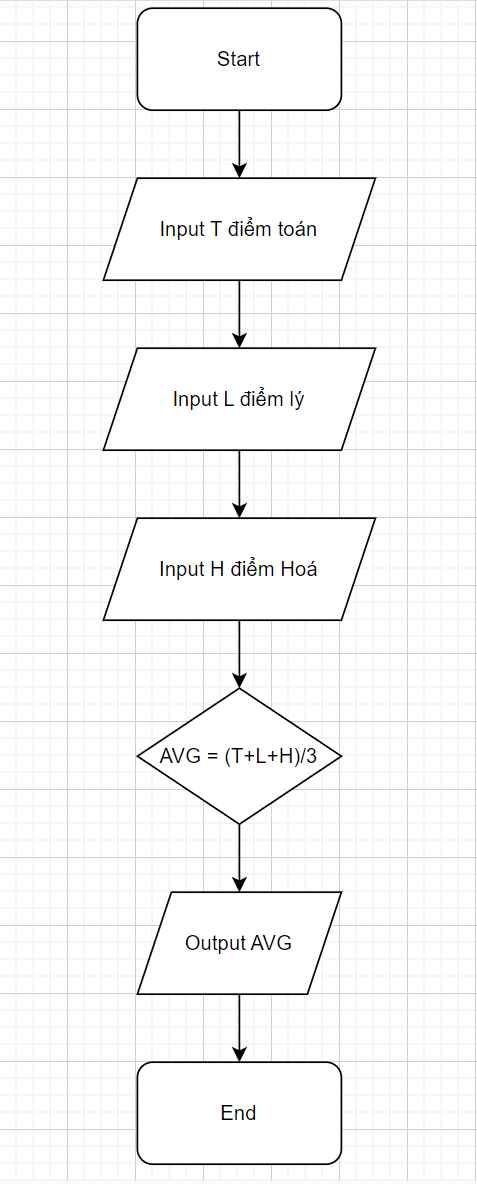 Start
Input T điểm toán
Input L điểm lý
Input H điểm Hoá
AVG = (T+L+H)/3
Output AVG
End